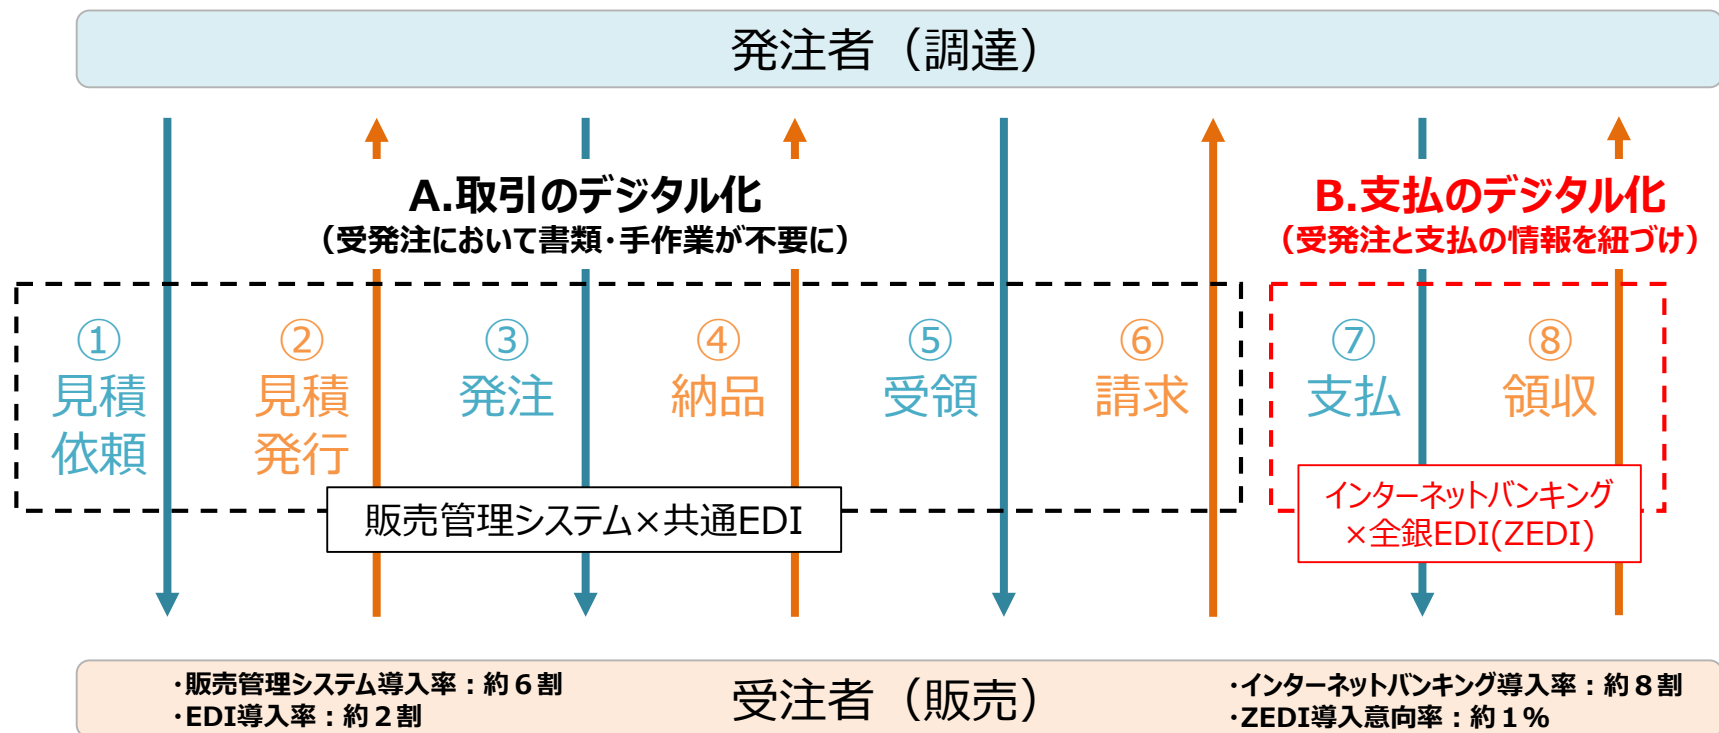 発注者（調達）
A.取引のデジタル化
（受発注において書類・手作業が不要に）
B.支払のデジタル化
（受発注と支払の情報を紐づけ）
①
見積
依頼
②
見積
発行
③
発注
④
納品
⑤
受領
⑥
請求
⑦
支払
⑧
領収
販売管理システム×共通EDI
インターネットバンキング
×全銀EDI(ZEDI)
・販売管理システム導入率：約６割
・EDI導入率：約２割
受注者（販売）
・インターネットバンキング導入率：約８割
・ZEDI導入意向率：約１%